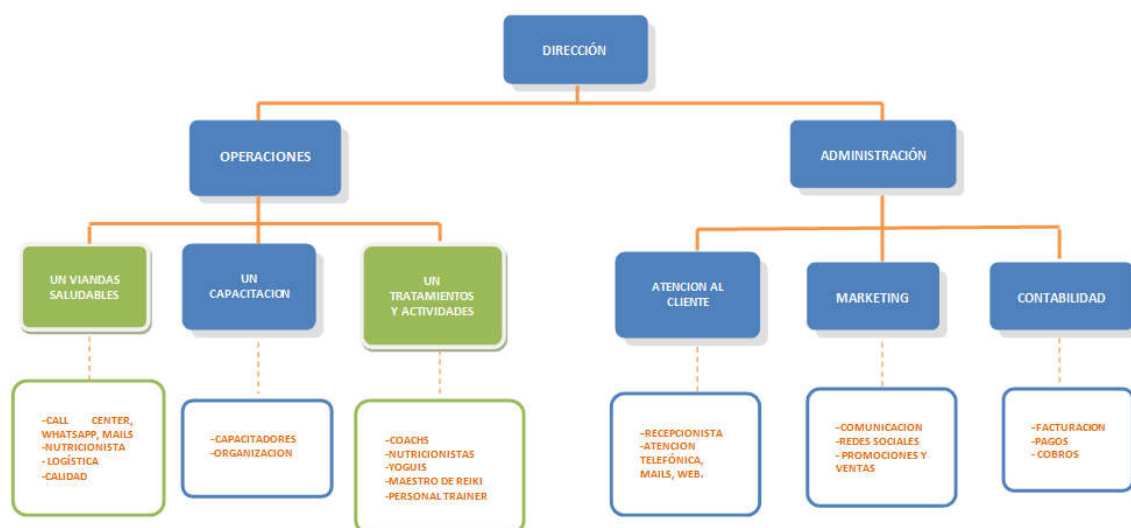 DIRECCIÓN
OPERACIONES
ADMINISTRACIÓN
UN VIANDAS
SALUDABLES
UN
CAPACITACION
UN
TRATAMIENTOS
Y ACTIVIDADES
ATENCION AL
CLIENTE
MARKETING
CONTABILIDAD
-CALL CENTER,
WHATSAPP, MAILS
-NUTRICIONISTA
- LOGÍSTICA
-CALIDAD
-CAPACITADORES
-ORGANIZACION
-COACHS
-NUTRICIONISTAS
-YOGUIS
-MAESTRO DE REIKI
-PERSONAL TRAINER
-RECEPCIONISTA
-ATENCION
TELEFÓNICA,
MAILS, WEB.
-COMUNICACION
-REDES SOCIALES
- PROMOCIONES Y
VENTAS
-FACTURACION
-PAGOS
- COBROS